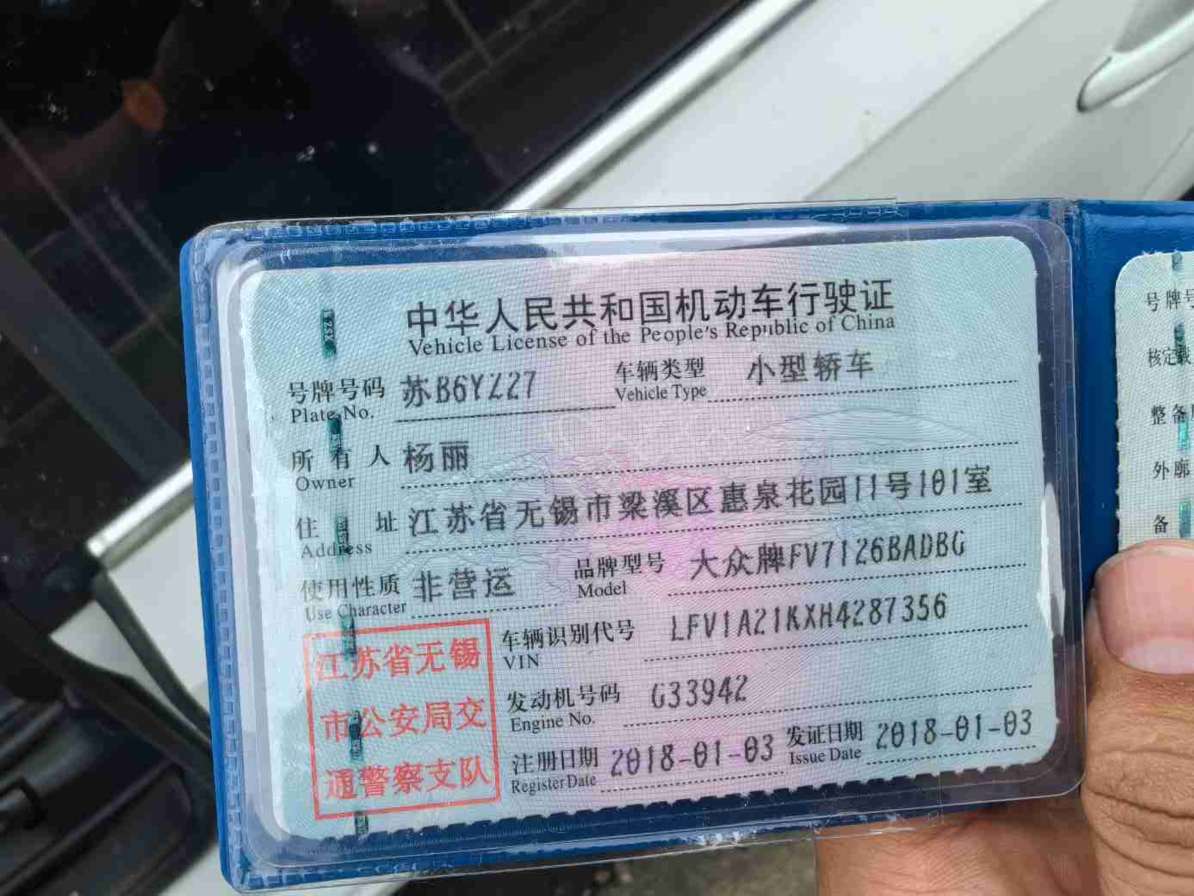 中华人民共和国机动车行驶证
Vehicle License of the People's Republic of China
号牌号码 苏B6YZ27 车辆类型 小型轿车
Plate No. Vehicle Type
所有人 杨丽
Owner
住址 江苏省无锡市梁溪区惠泉花园11号101室
Address
使用性质 非营运 品牌型号 大众牌FV7126BADBG
Use Character Model
江苏省无锡
市公安局交
通警察支队
车辆识别代号 LFV1A21KXH4287356
VIN
发动机号码 G33942
Engine No.
注册日期 2018-01-03 发证日期 2018-01-03
Register Date Issue Date
号牌号
核定载
整备
外廓
备